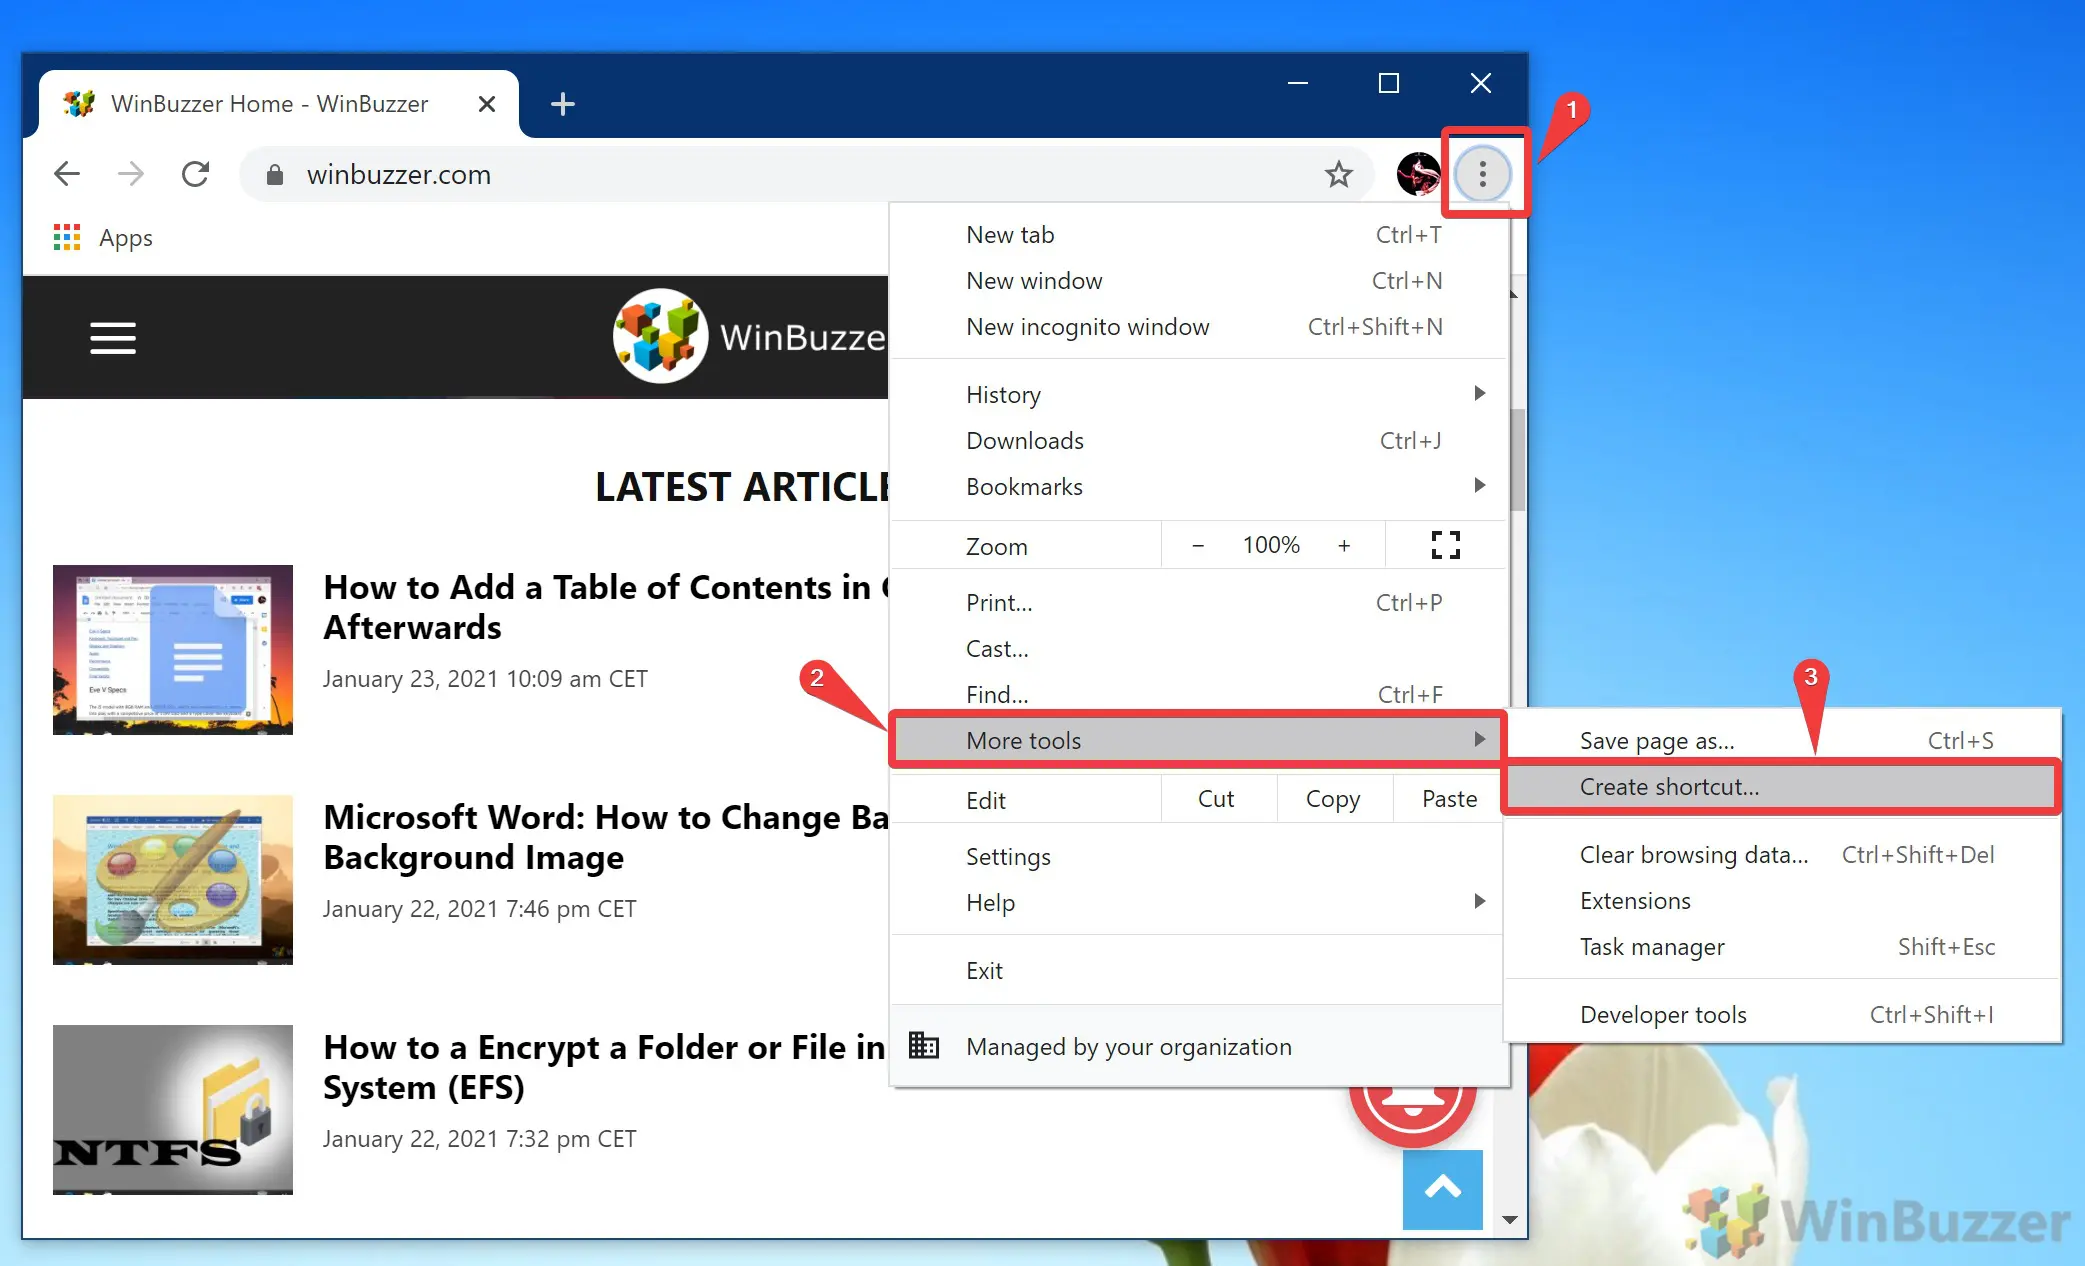 WinBuzzer Home - WinBuzzer
1
winbuzzer.com
Apps
New tab Ctrl+T
New window Ctrl+N
New incognito window Ctrl+Shift+N
WinBuzze
History
Downloads Ctrl+J
Bookmarks
LATEST ARTICLE
Zoom - 100% +
How to Add a Table of Contents in
Afterwards
January 23, 2021 10:09 am CET
Print... Ctrl+P
Cast...
Find... Ctrl+F
2
More tools
3
Save page as... Ctrl+S
Create shortcut...
Edit Cut Copy Paste
Microsoft Word: How to Change Ba
Background Image
January 22, 2021 7:46 pm CET
Settings
Help
Clear browsing data... Ctrl+Shift+Del
Extensions
Task manager Shift+Esc
Exit
Developer tools Ctrl+Shift+I
Managed by your organization
How to a Encrypt a Folder or File in
System (EFS)
January 22, 2021 7:32 pm CET
NTFS
Eve V Specs
WinBuzzer